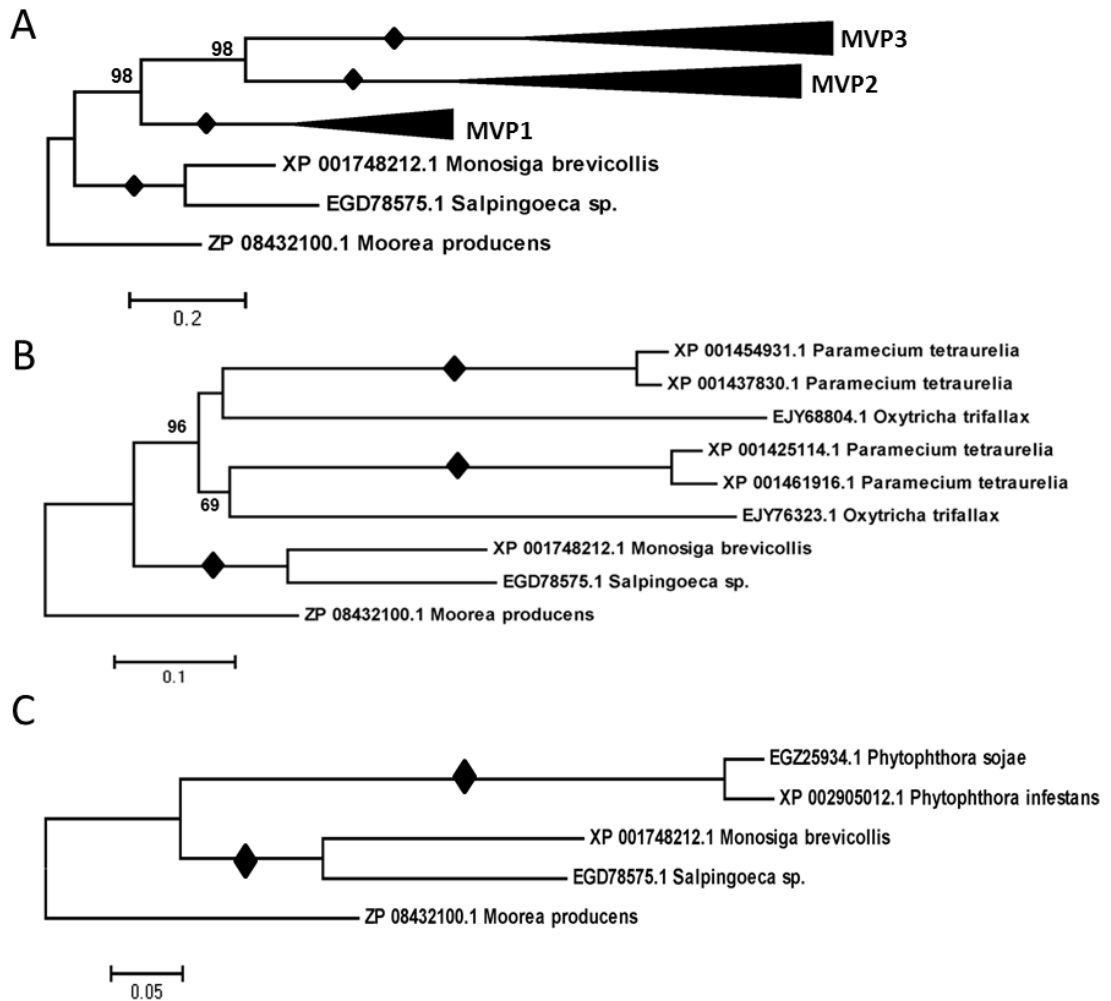 A
98
98
MVP3
MVP2
MVP1
XP 001748212.1 Monosiga brevicollis
EGD78575.1 Salpingoeca sp.
ZP 08432100.1 Moorea producens
0.2
B
XP 001454931.1 Paramecium tetraurelia
XP 001437830.1 Paramecium tetraurelia
96
EJY68804.1 Oxytricha trifallax
XP 001425114.1 Paramecium tetraurelia
XP 001461916.1 Paramecium tetraurelia
69
EJY76323.1 Oxytricha trifallax
XP 001748212.1 Monosiga brevicollis
EGD78575.1 Salpingoeca sp.
ZP 08432100.1 Moorea producens
0.1
C
EGZ25934.1 Phytophthora sojae
XP 002905012.1 Phytophthora infestans
XP 001748212.1 Monosiga brevicollis
EGD78575.1 Salpingoeca sp.
ZP 08432100.1 Moorea producens
0.05